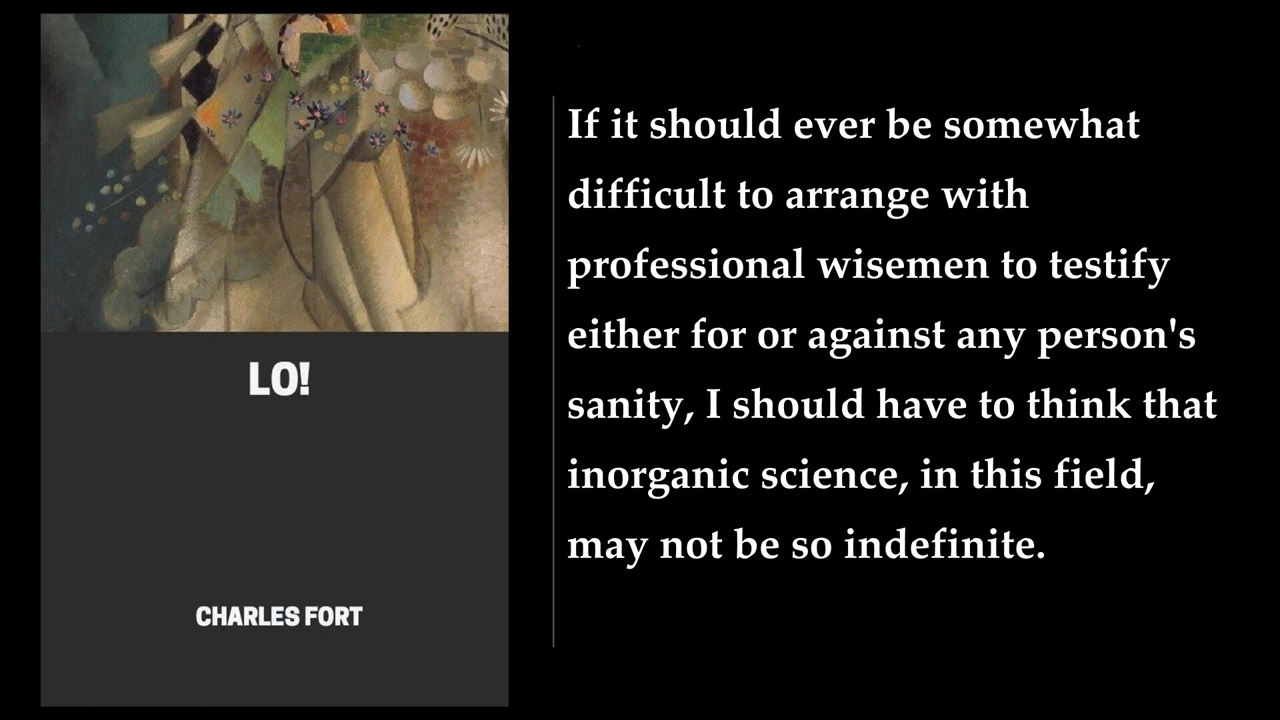 LO!
CHARLES FORT
If it should ever be somewhat
difficult to arrange with
professional wisemen to testify
either for or against any person's
sanity, I should have to think that
inorganic science, in this field,
may not be so indefinite.